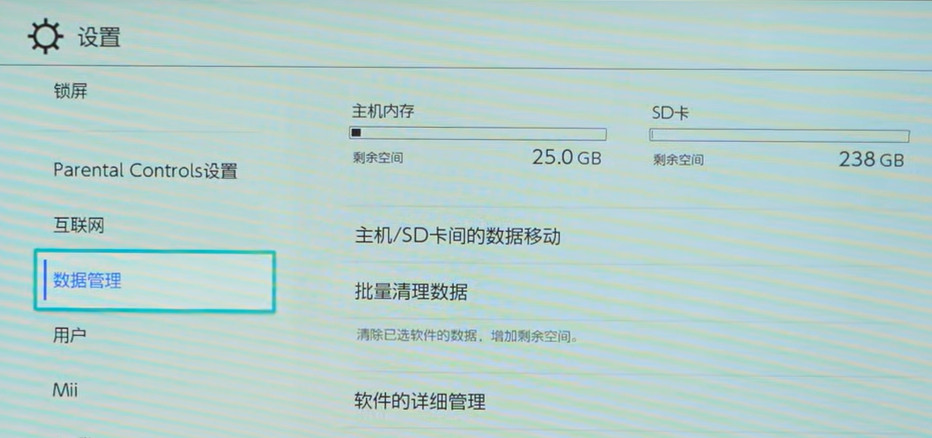 设置
锁屏
Parental Controls设置
互联网
数据管理
用户
Mii
主机内存
剩余空间 25.0 GB
SD卡
剩余空间 238 GB
主机/SD卡间的数据移动
批量清理数据
清除已选软件的数据，增加剩余空间。
软件的详细管理